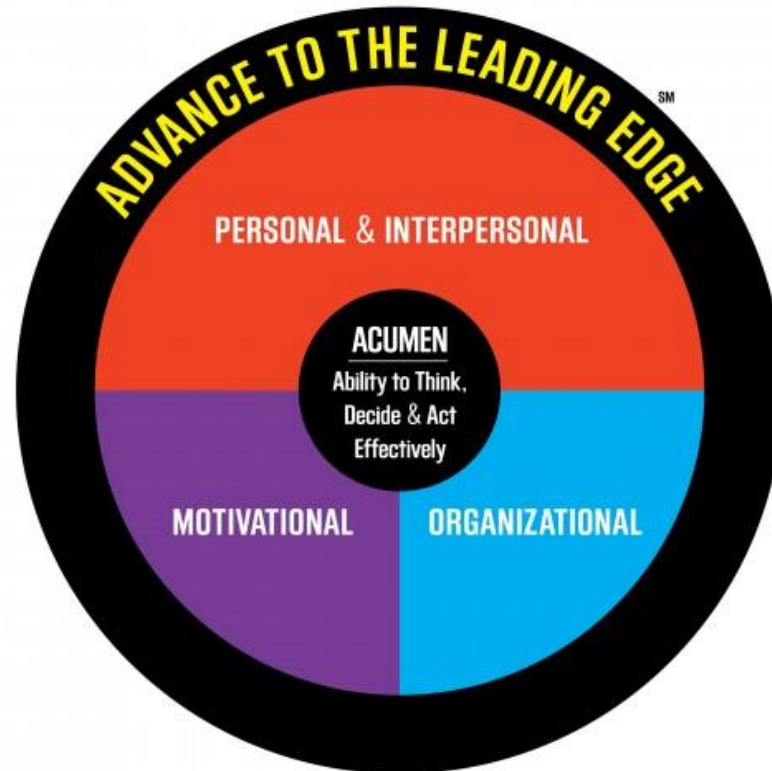 ADVANCE TO THE LEADING EDGE
SM
PERSONAL & INTERPERSONAL
ACUMEN
Ability to Think,
Decide & Act
Effectively
MOTIVATIONAL
ORGANIZATIONAL